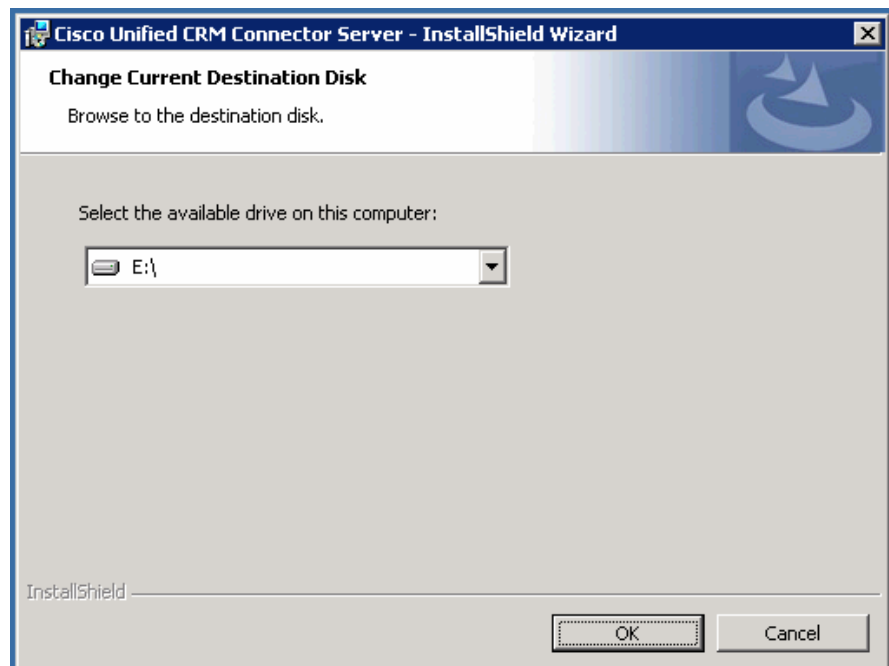 Cisco Unified CRM Connector Server - InstallShield Wizard
Change Current Destination Disk
Browse to the destination disk.
Select the available drive on this computer:
E:\
InstallShield
OK
Cancel